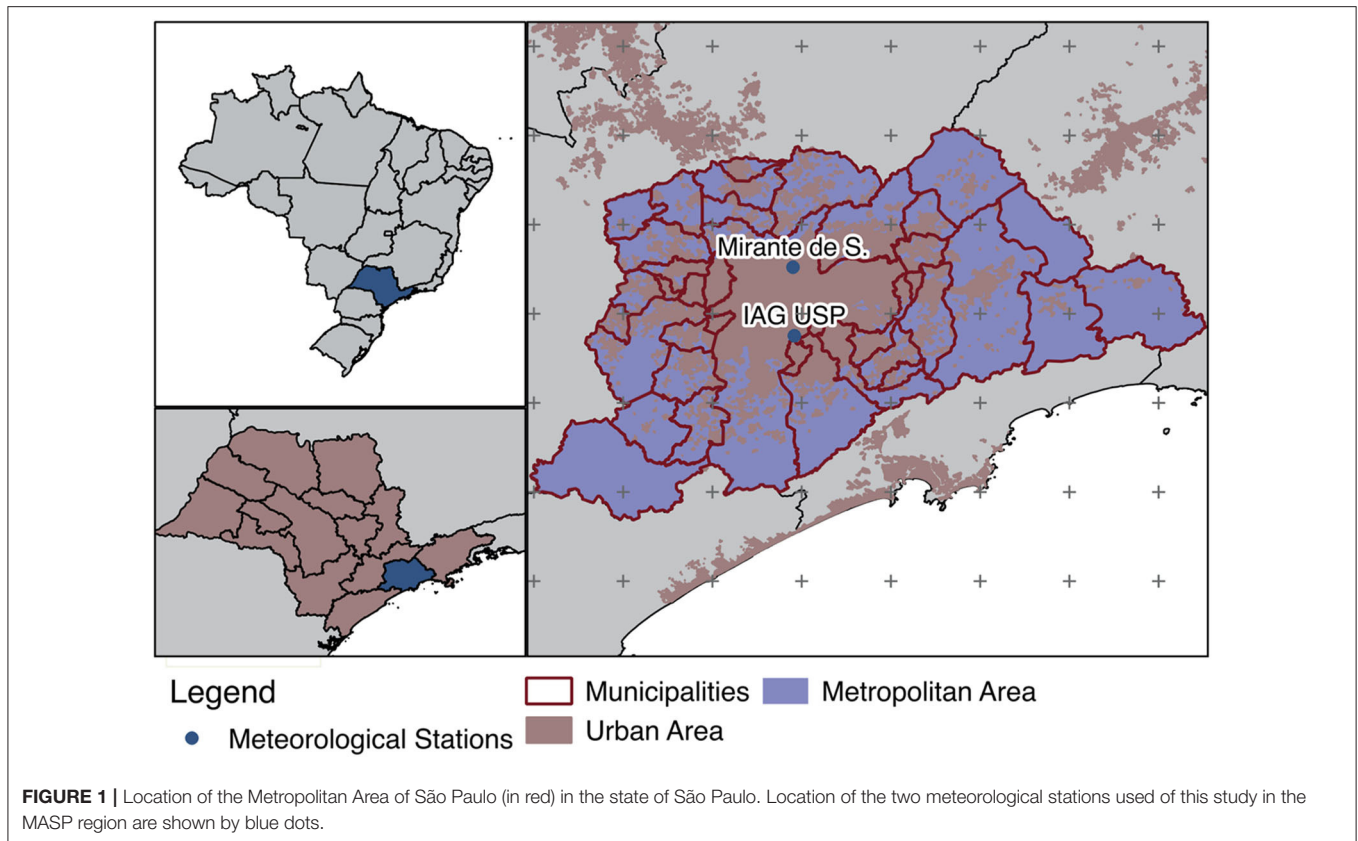 Mirante de S.
IAG USP
Legend
Municipalities
Metropolitan Area
Meteorological Stations
Urban Area
FIGURE 1 | Location of the Metropolitan Area of São Paulo (in red) in the state of São Paulo. Location of the two meteorological stations used of this study in the
MASP region are shown by blue dots.